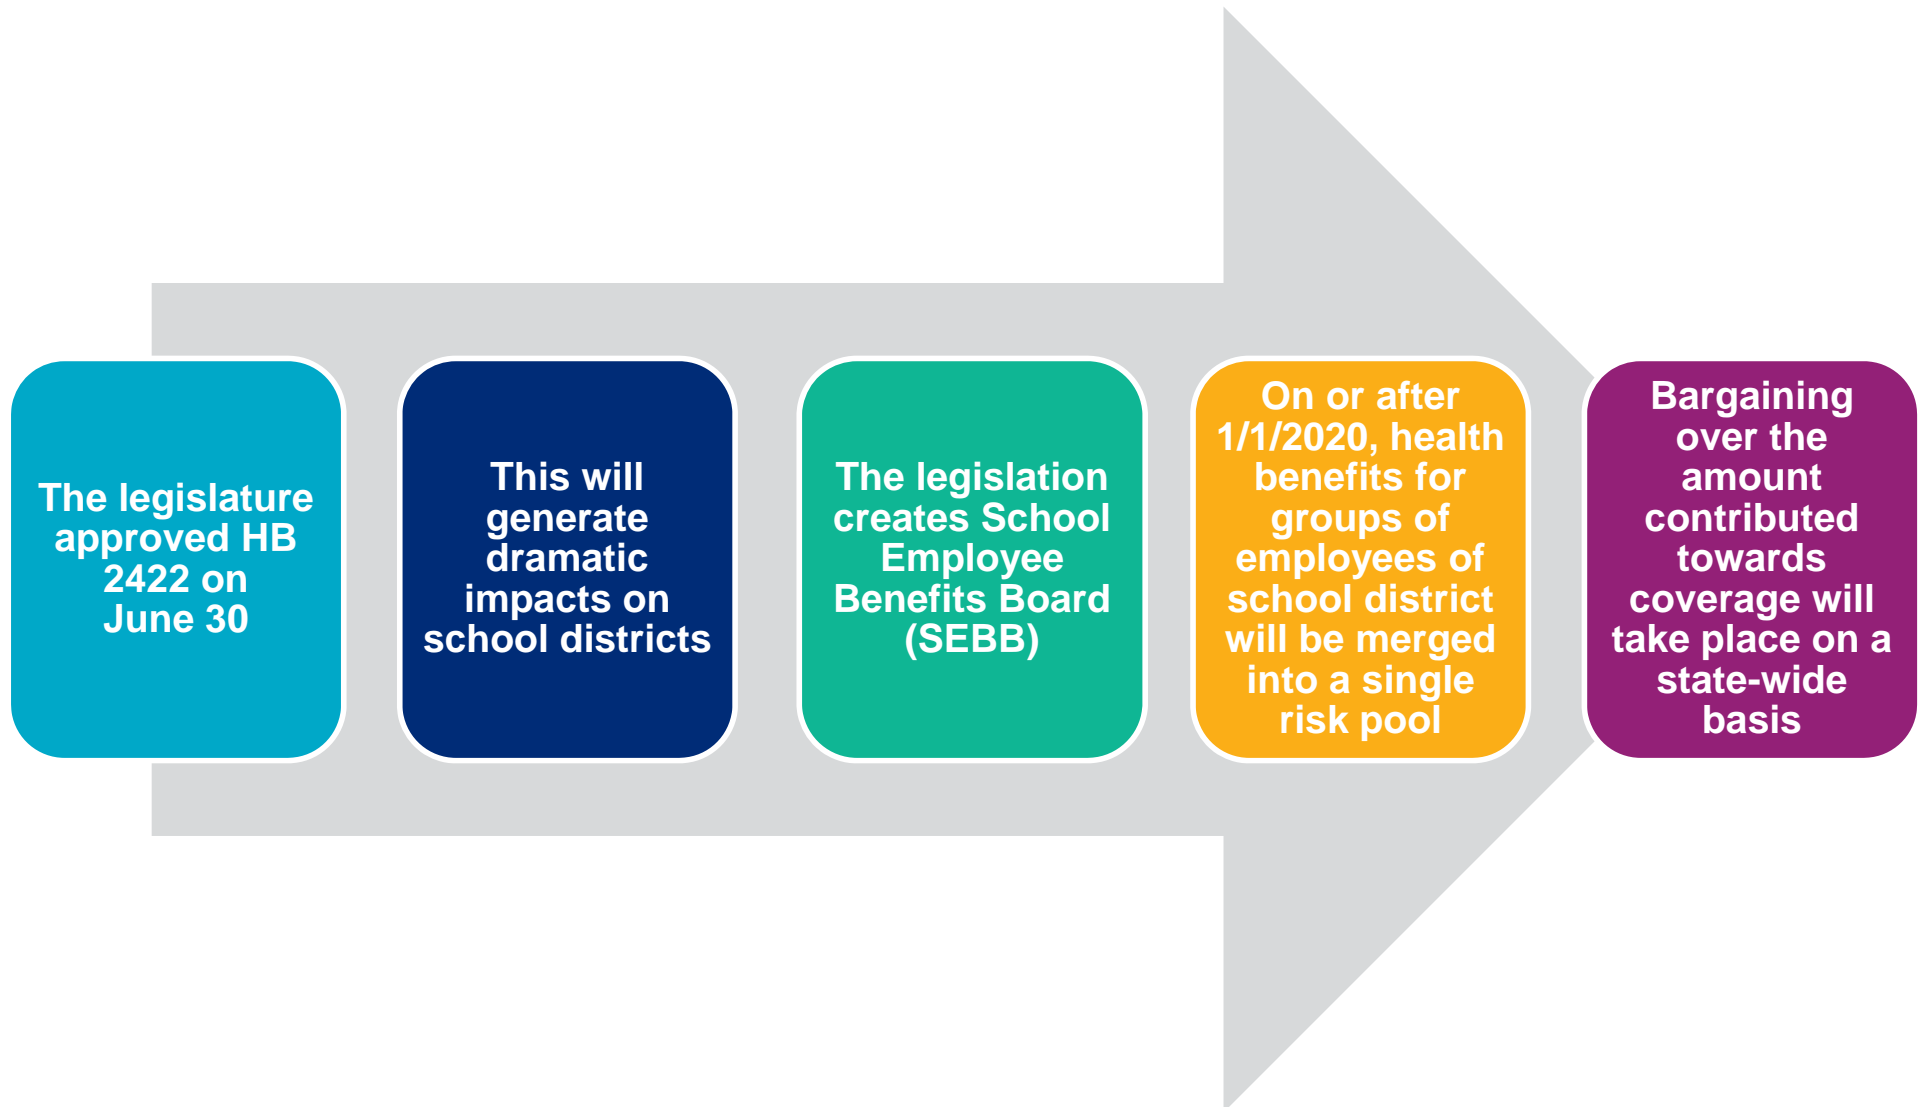 The legislature
approved HB
2422 on
June 30
This will
generate
dramatic
impacts on
school districts
The legislation
creates School
Employee
Benefits Board
(SEBB)
On or after
1/1/2020, health
benefits for
groups of
employees of
school district
will be merged
into a single
risk pool
Bargaining
over the
amount
contributed
towards
coverage will
take place on a
state-wide
basis